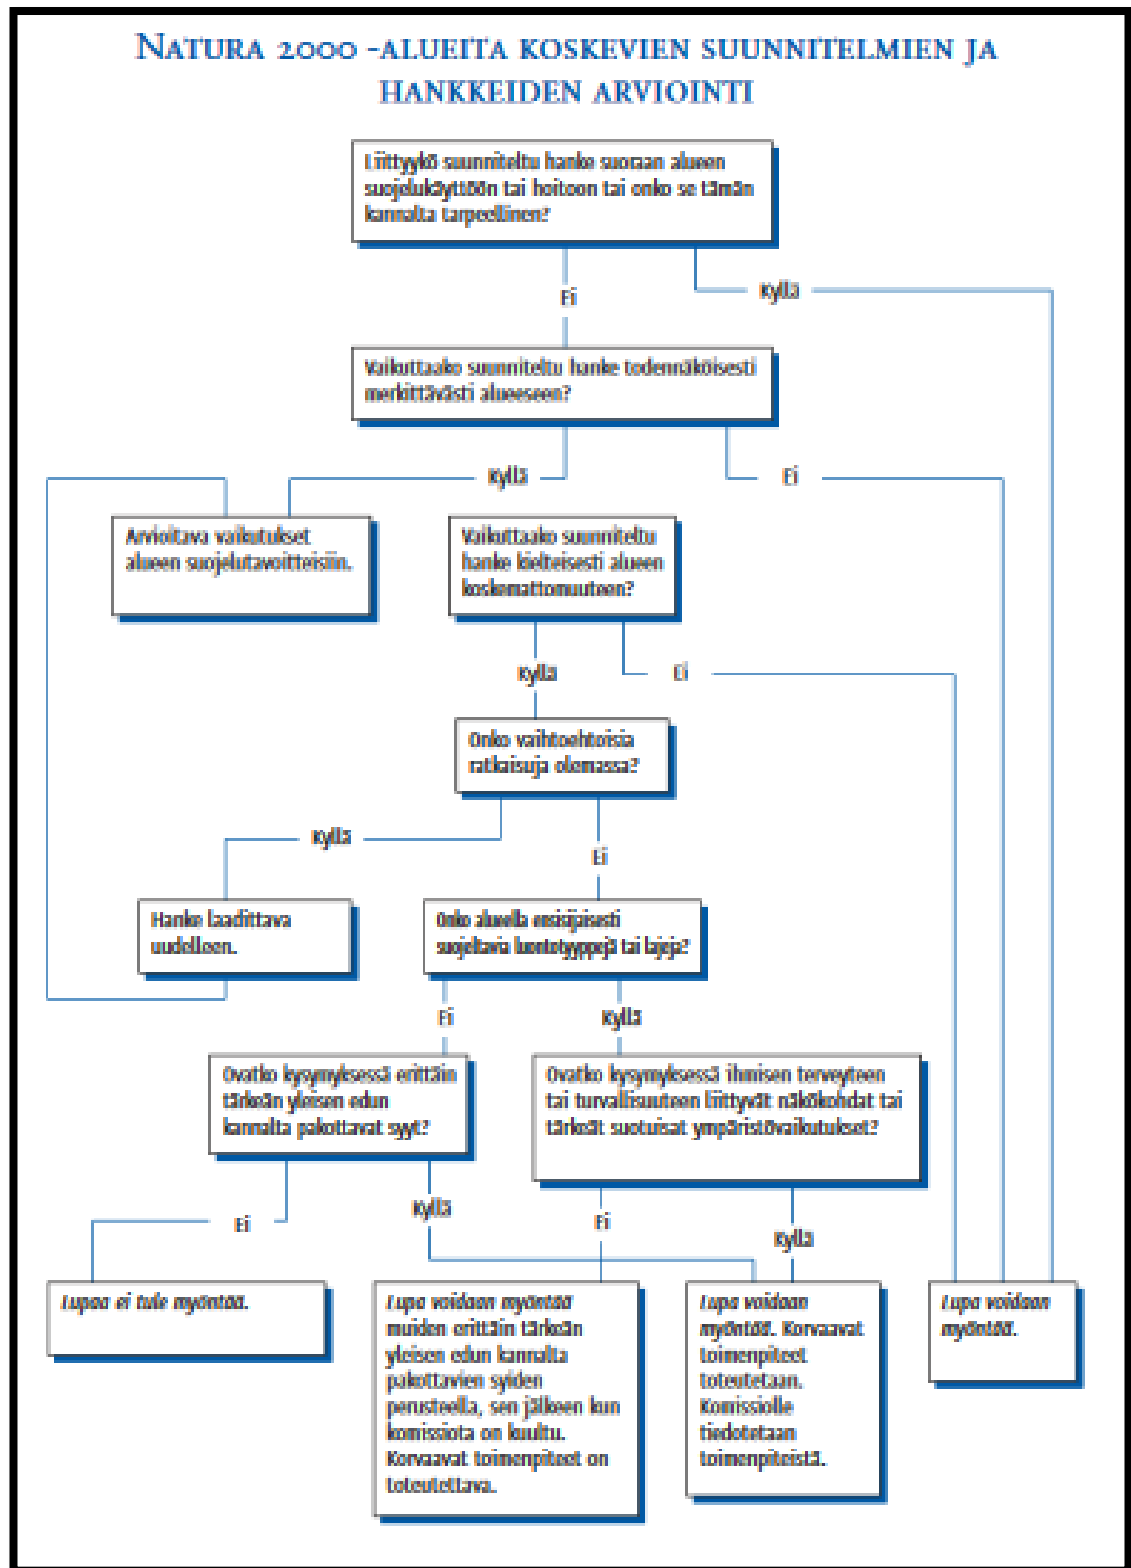 NATURA 2000 -ALUEITA KOSKEVIEN SUUNNITELMIEN JA
HANKKEIDEN ARVIOINTI
Liittyykö suunniteltu hanke suoraan alueen
suojelukäyttöön tai hoitoon tai onko se tämän
kannalta tarpeellinen?
Ei
Kyllä
Vaikuttaako suunniteltu hanke todennäköisesti
merkittävästi alueeseen?
Kyllä
Ei
Arvioitava vaikutukset
alueen suojelutavoitteisiin.
Vaikuttaako suunniteltu
hanke kielteisesti alueen
koskemattomuuteen?
Kyllä
Ei
Onko vaihtoehtoisia
ratkaisuja olemassa?
Kyllä
Ei
Hanke laadittava
uudelleen.
Onko alueella ensisijaisesti
suojeltavia luontotyyppejä tai lajeja?
Ei
Kyllä
Ovatko kysymyksessä erittäin
tärkeän yleisen edun
kannalta pakottavat syyt?
Ovatko kysymyksessä ihmisen terveyteen
tai turvallisuuteen liittyvät näkökohdat tai
tärkeät suotuisat ympäristövaikutukset?
Ei
Kyllä
Ei
Kyllä
Lupaa ei tule myöntää.
Lupa voidaan myöntää
muiden erittäin tärkeän
yleisen edun kannalta
pakottavien syiden
perusteella, sen jälkeen kun
komissiota on kuultu.
Korvaavat toimenpiteet on
toteutettava.
Lupa voidaan
myöntää. Korvaavat
toimenpiteet
toteutetaan.
Komissiolle
tiedotetaan
toimenpiteistä.
Lupa voidaan
myöntää.